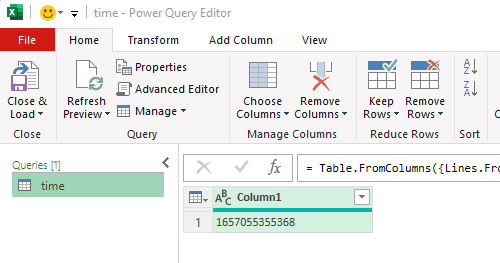 time - Power Query Editor
File Home Transform Add Column View
Close & Load
Refresh Preview
Properties
Advanced Editor
Manage
Choose Columns
Remove Columns
Keep Rows
Remove Rows
A Z
Z A
Close Query Manage Columns Reduce Rows Sort
Queries [1]
time
fx = Table.FromColumns({Lines.Fro
ABC Column1
1 1657055355368